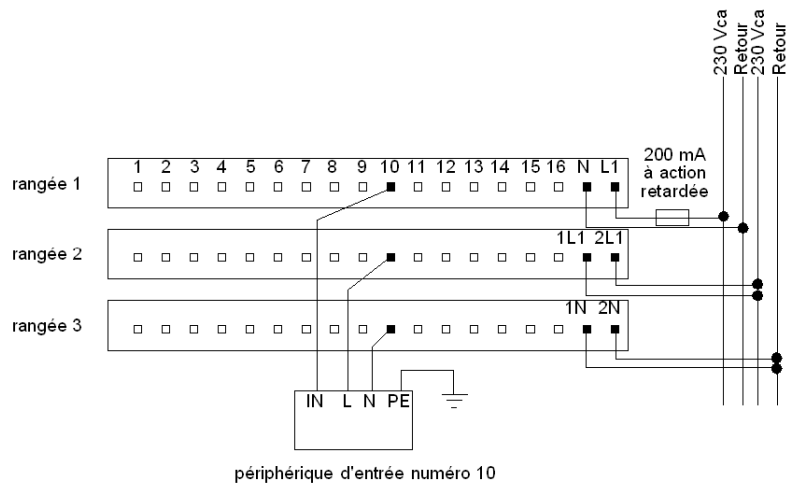 230 Vca
Retour
230 Vca
Retour
1 2 3 4 5 6 7 8 9 10 11 12 13 14 15 16 N L1
200 mA
à action
retardée
rangée 1
1L1 2L1
rangée 2
1N 2N
rangée 3
IN L N PE
périphérique d'entrée numéro 10